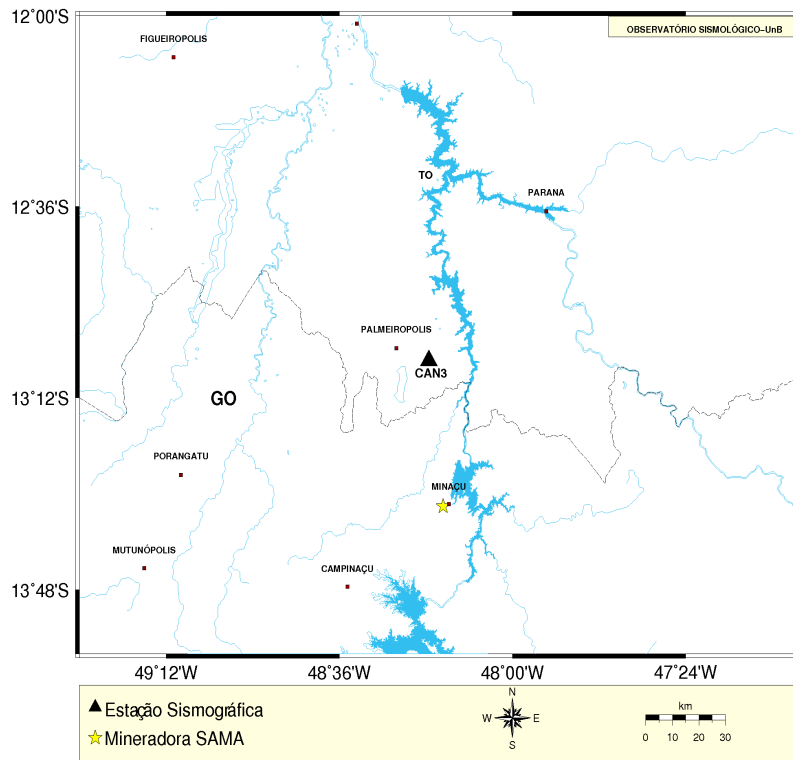 12°00'S
FIGUEIROPOLIS
OBSERVATÓRIO SISMOLÓGICO–UnB
TO
PARANA
12°36'S
PALMEIROPOLIS
CAN3
13°12'S
GO
PORANGATU
MINAÇU
MUTUNÓPOLIS
CAMPINAÇU
13°48'S
49°12'W
48°36'W
48°00'W
47°24'W
Estação Sismográfica
Mineradora SAMA
N
W
E
S
km
0 10 20 30